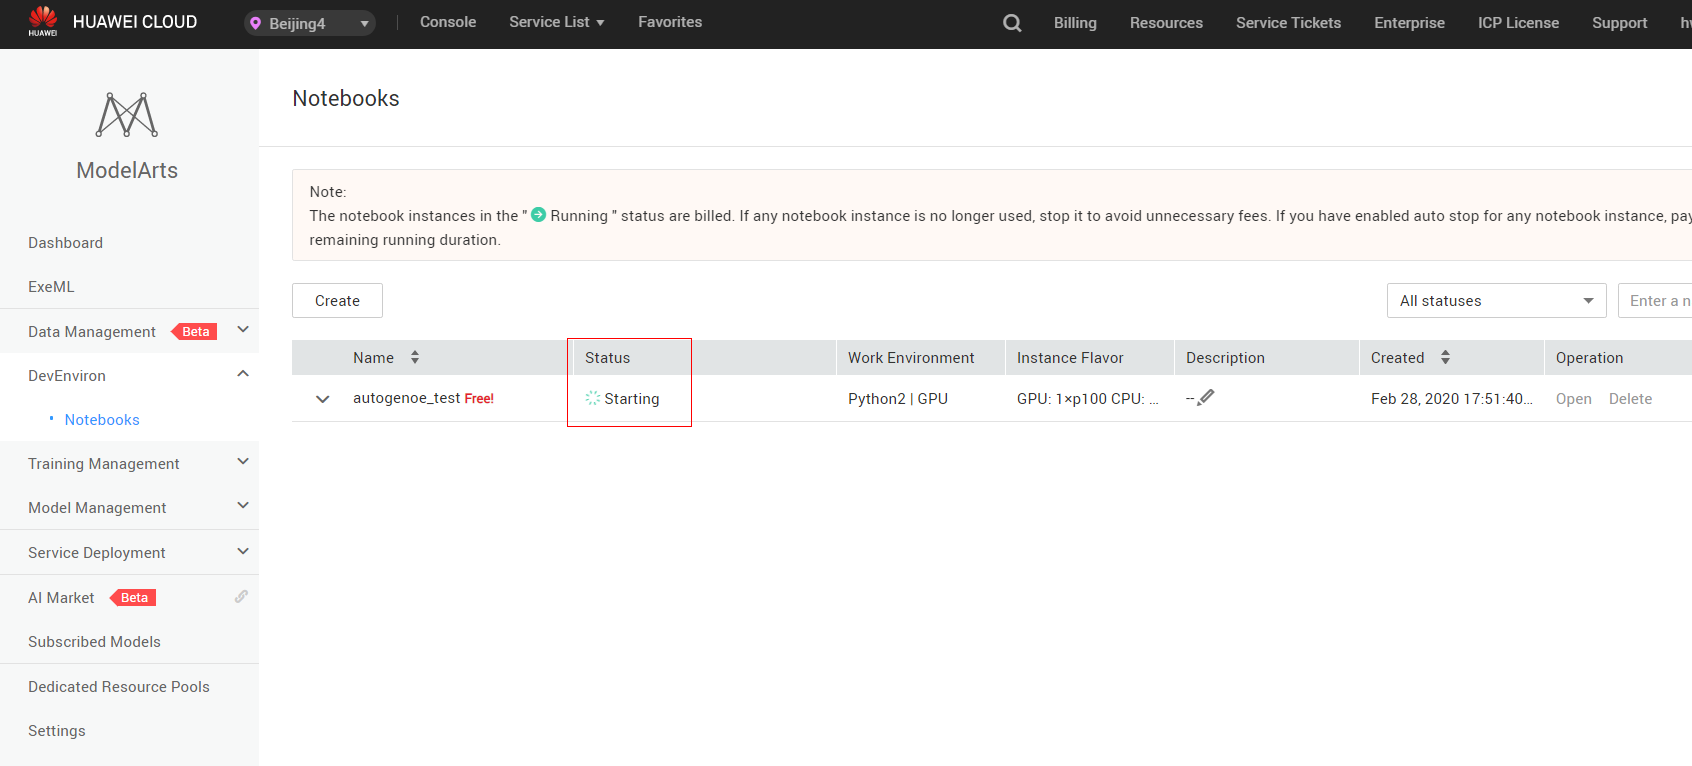 HUAWEI
HUAWEI CLOUD
Beijing4
Console
Service List
Favorites
Billing
Resources
Service Tickets
Enterprise
ICP License
Support
ModelArts
Dashboard
ExeML
Data Management Beta
DevEnviron
Notebooks
Training Management
Model Management
Service Deployment
AI Market Beta
Subscribed Models
Dedicated Resource Pools
Settings
Notebooks
Note:
The notebook instances in the " Running " status are billed. If any notebook instance is no longer used, stop it to avoid unnecessary fees. If you have enabled auto stop for any notebook instance, pay
remaining running duration.
Create
All statuses
Enter a n
Name Status Work Environment Instance Flavor Description Created Operation
autogenoe_test Free! Starting Python2 | GPU GPU: 1×p100 CPU: ... -- Feb 28, 2020 17:51:40... Open Delete